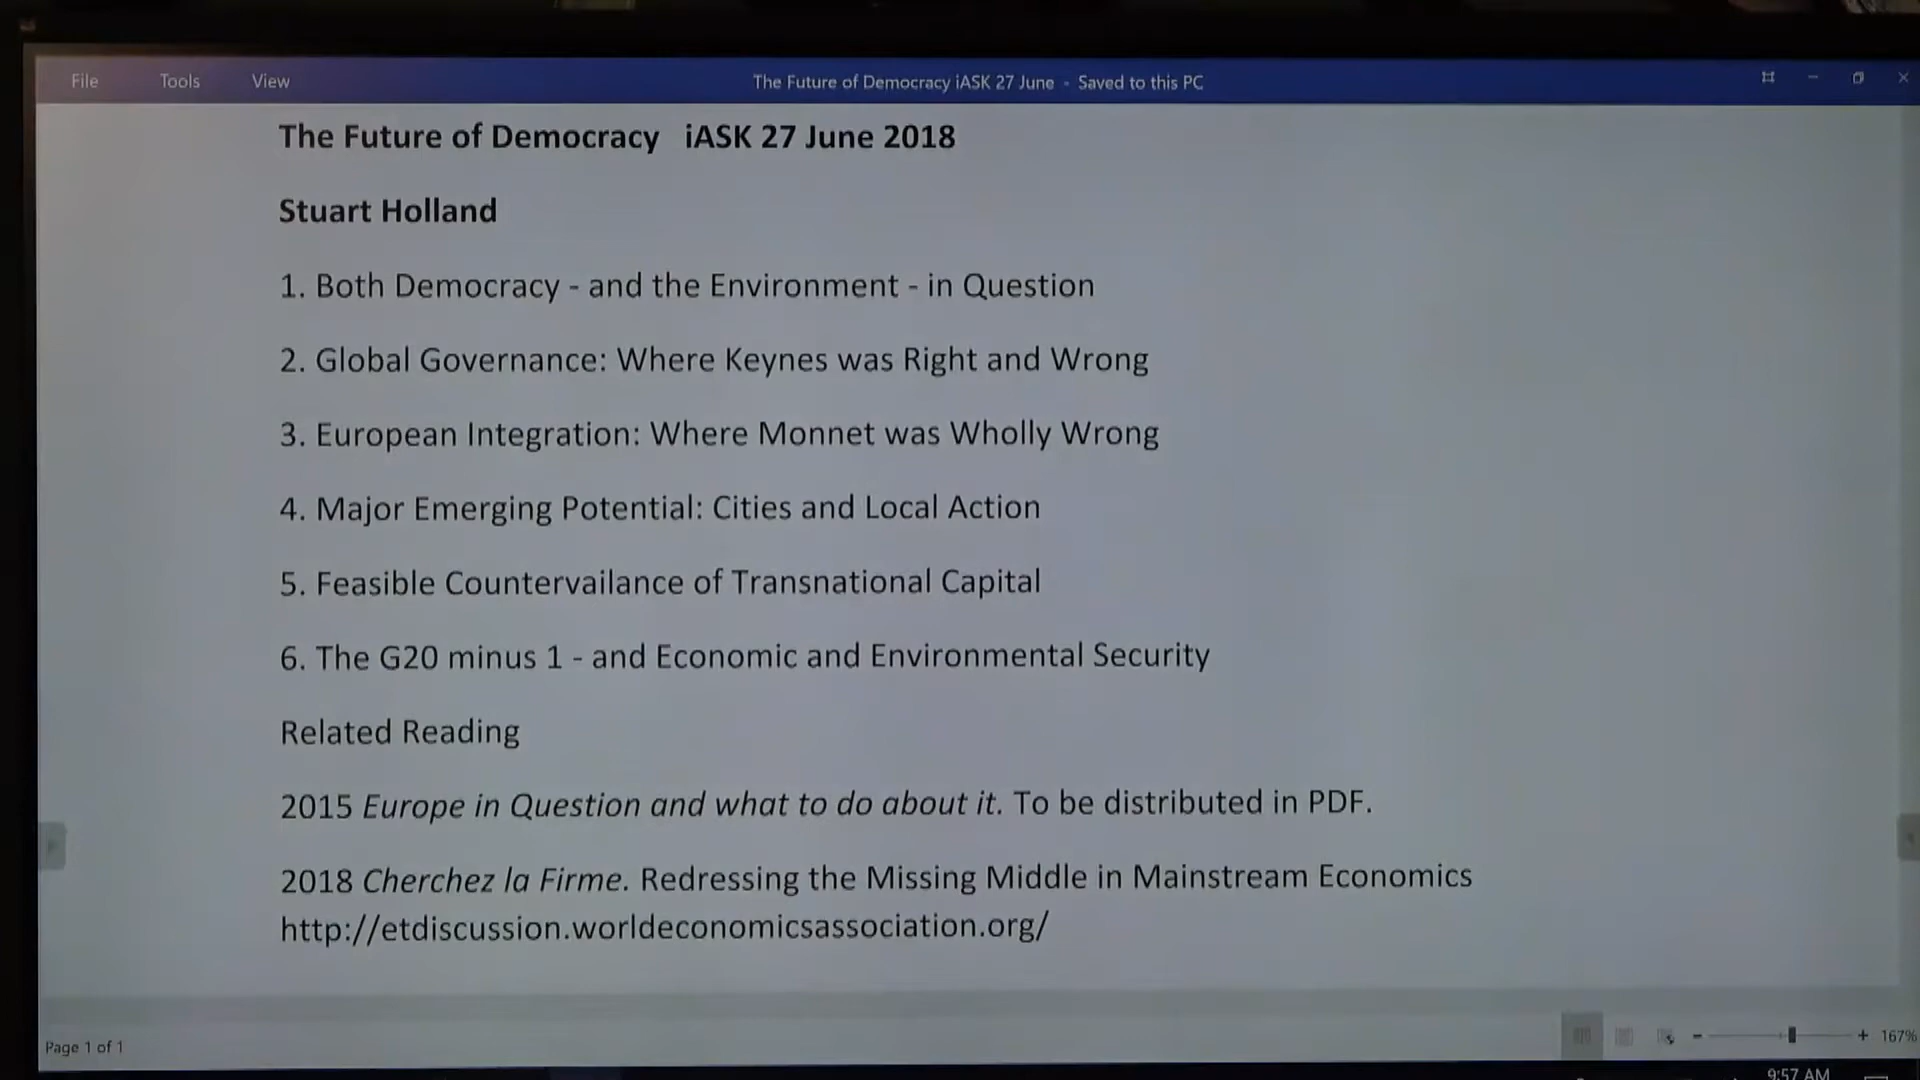 File Tools View The Future of Democracy iASK 27 June - Saved to this PC
The Future of Democracy iASK 27 June 2018
Stuart Holland
1. Both Democracy - and the Environment - in Question
2. Global Governance: Where Keynes was Right and Wrong
3. European Integration: Where Monnet was Wholly Wrong
4. Major Emerging Potential: Cities and Local Action
5. Feasible Countervailance of Transnational Capital
6. The G20 minus 1 - and Economic and Environmental Security
Related Reading
2015 Europe in Question and what to do about it. To be distributed in PDF.
2018 Cherchez la Firme. Redressing the Missing Middle in Mainstream Economics
http://etdiscussion.worldeconomicsassociation.org/
Page 1 of 1 167%
9:57 AM